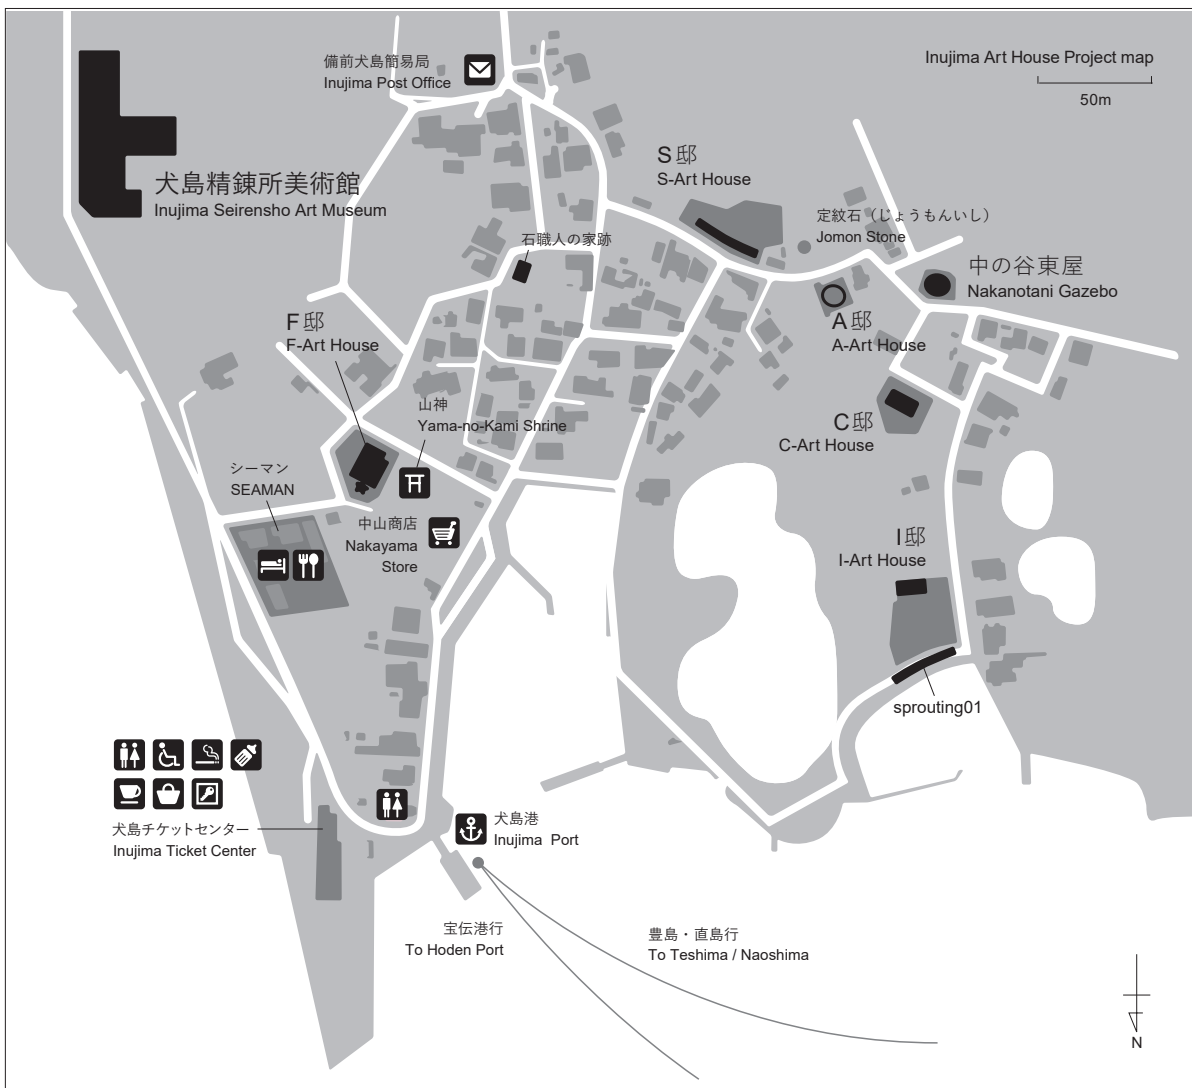 備前犬島簡易局
Inujima Post Office
Inujima Art House Project map
50m
犬島精錬所美術館
Inujima Seirensho Art Museum
S邸
S-Art House
定紋石（じょうもんいし）
Jomon Stone
石職人の家跡
中の谷東屋
Nakanotani Gazebo
F邸
F-Art House
A邸
A-Art House
山神
Yama-no-Kami Shrine
C邸
C-Art House
シーマン
SEAMAN
中山商店
Nakayama
Store
I邸
I-Art House
sprouting01
犬島チケットセンター
Inujima Ticket Center
犬島港
Inujima Port
宝伝港行
To Hoden Port
豊島・直島行
To Teshima / Naoshima
N